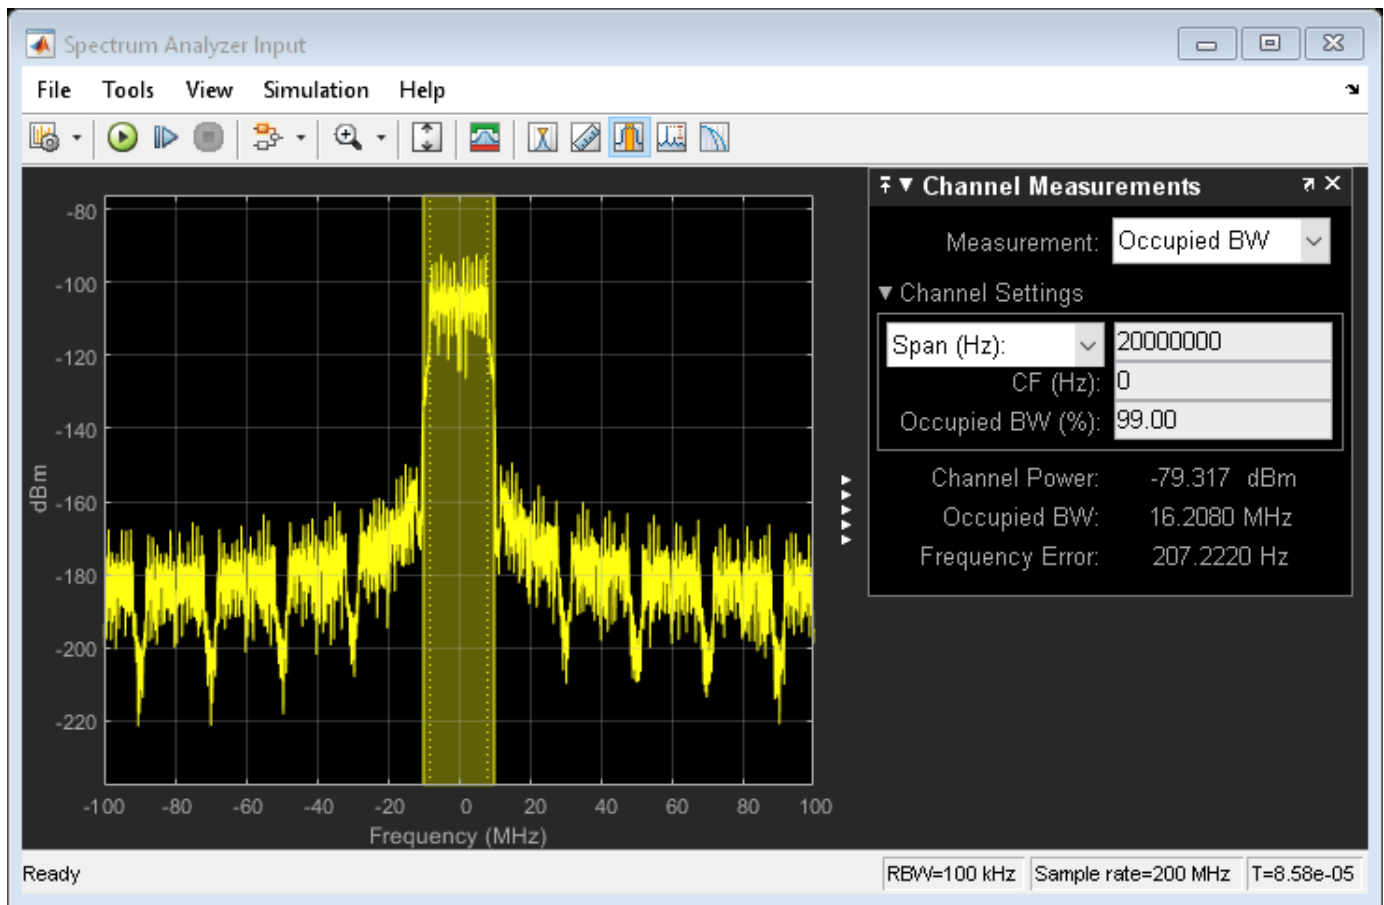 Spectrum Analyzer Input
File Tools View Simulation Help
Channel Measurements
Measurement: Occupied BW
Channel Settings
Span (Hz): 20000000
CF (Hz): 0
Occupied BW (%): 99.00
Channel Power: -79.317 dBm
Occupied BW: 16.2080 MHz
Frequency Error: 207.2220 Hz
-80
-100
-120
-140
-160
-180
-200
-220
dBm
-100 -80 -60 -40 -20 0 20 40 60 80 100
Frequency (MHz)
Ready RBW=100 kHz Sample rate=200 MHz T=8.58e-05